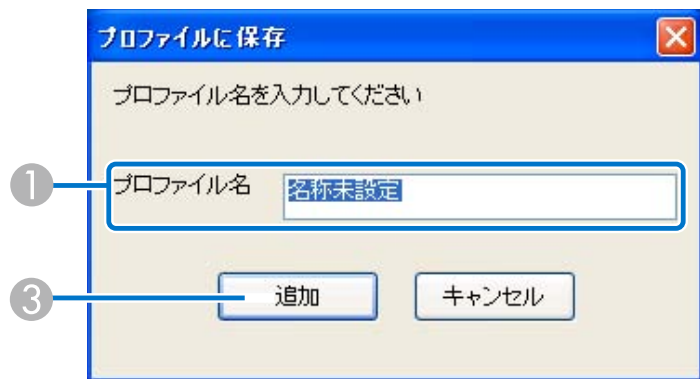 プロファイルに保存
プロファイル名を入力してください
1 プロファイル名 名称未設定
3 追加 キャンセル